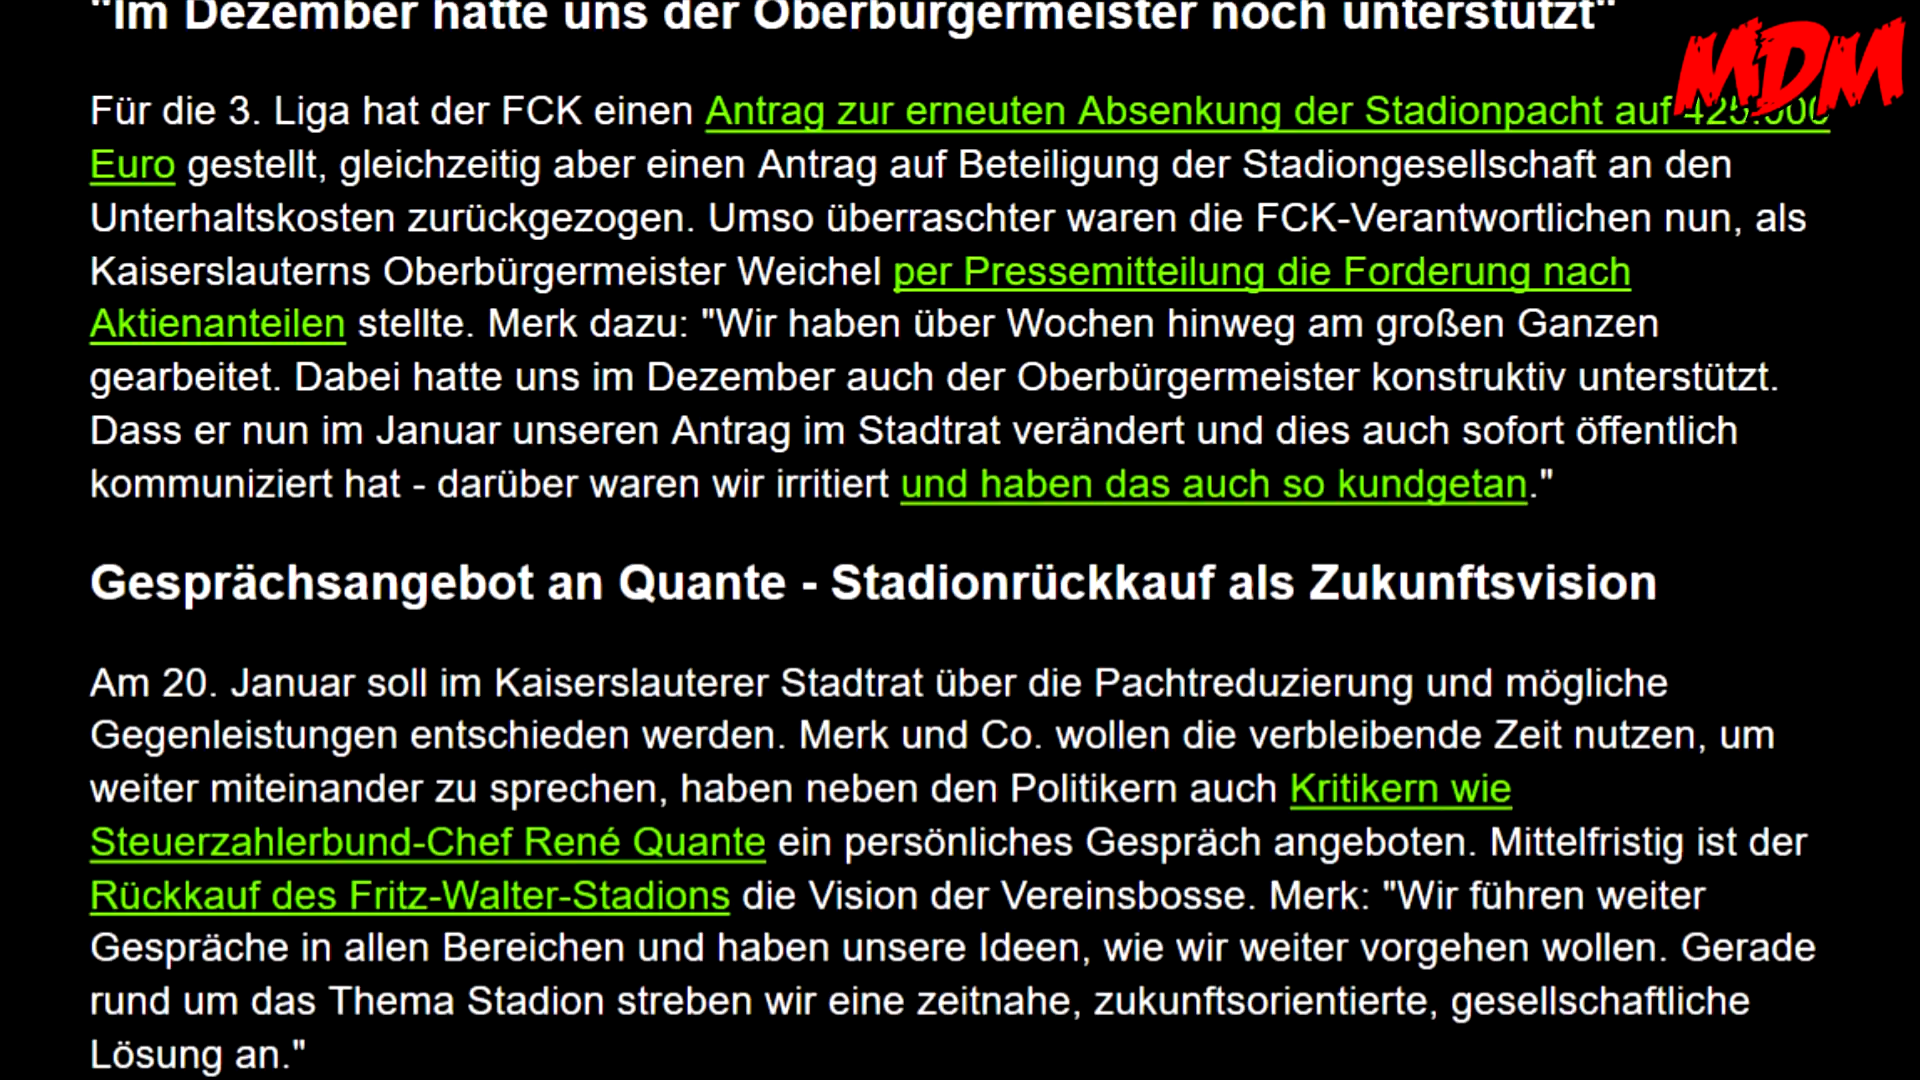 "Im Dezember hatte uns der Oberbürgermeister noch unterstützt"
MDM
Für die 3. Liga hat der FCK einen Antrag zur erneuten Absenkung der Stadionpacht auf 425.000
Euro gestellt, gleichzeitig aber einen Antrag auf Beteiligung der Stadiongesellschaft an den
Unterhaltskosten zurückgezogen. Umso überraschter waren die FCK-Verantwortlichen nun, als
Kaiserslauterns Oberbürgermeister Weichel per Pressemitteilung die Forderung nach
Aktienanteilen stellte. Merk dazu: "Wir haben über Wochen hinweg am großen Ganzen
gearbeitet. Dabei hatte uns im Dezember auch der Oberbürgermeister konstruktiv unterstützt.
Dass er nun im Januar unseren Antrag im Stadtrat verändert und dies auch sofort öffentlich
kommuniziert hat - darüber waren wir irritiert und haben das auch so kundgetan."
Gesprächsangebot an Quante - Stadionrückkauf als Zukunftsvision
Am 20. Januar soll im Kaiserslauterer Stadtrat über die Pachtreduzierung und mögliche
Gegenleistungen entschieden werden. Merk und Co. wollen die verbleibende Zeit nutzen, um
weiter miteinander zu sprechen, haben neben den Politikern auch Kritikern wie
Steuerzahlerbund-Chef René Quante ein persönliches Gespräch angeboten. Mittelfristig ist der
Rückkauf des Fritz-Walter-Stadions die Vision der Vereinsbosse. Merk: "Wir führen weiter
Gespräche in allen Bereichen und haben unsere Ideen, wie wir weiter vorgehen wollen. Gerade
rund um das Thema Stadion streben wir eine zeitnahe, zukunftsorientierte, gesellschaftliche
Lösung an."